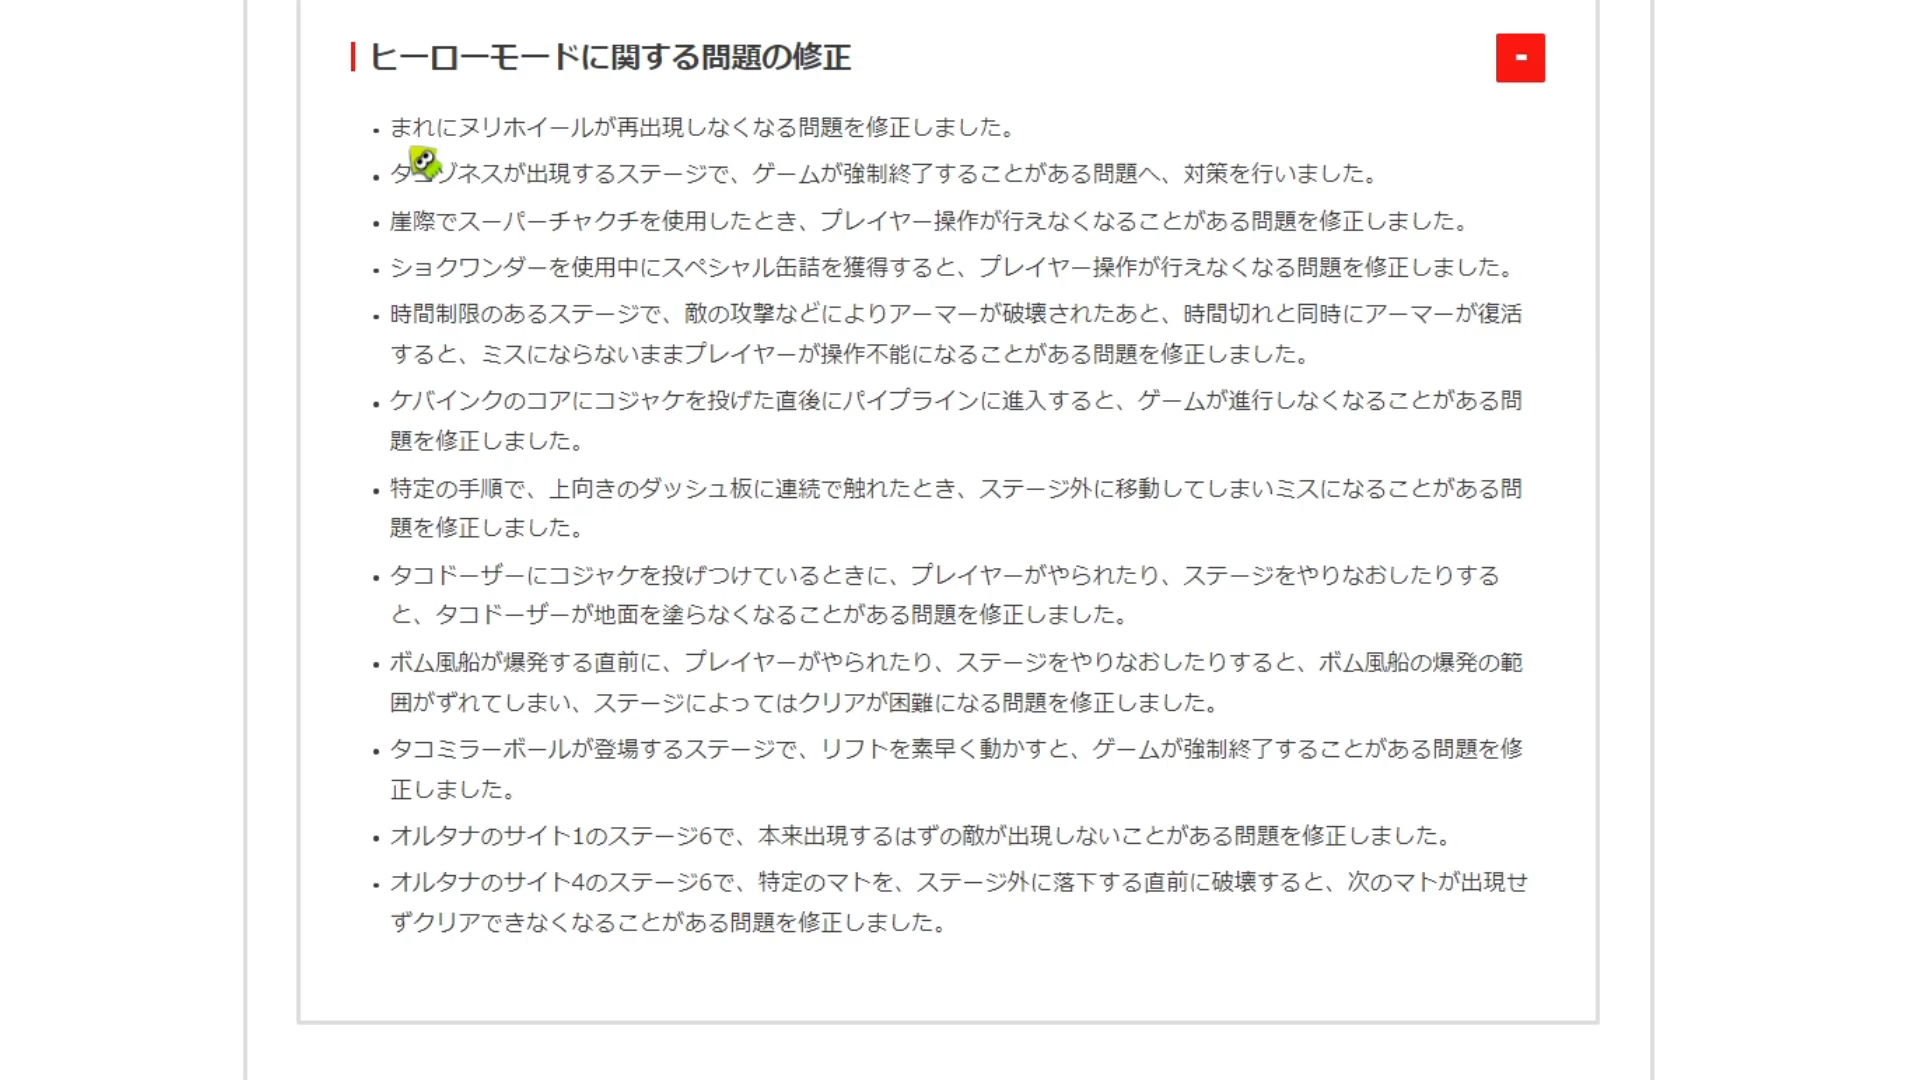 ヒーローモードに関する問題の修正
-
・まれにヌリホイールが再出現しなくなる問題を修正しました。
・タコゾネスが出現するステージで、ゲームが強制終了することがある問題へ、対策を行いました。
・崖際でスーパーチャクチを使用したとき、プレイヤー操作が行えなくなることがある問題を修正しました。
・ショクワンダーを使用中にスペシャル缶詰を獲得すると、プレイヤー操作が行えなくなる問題を修正しました。
・時間制限のあるステージで、敵の攻撃などによりアーマーが破壊されたあと、時間切れと同時にアーマーが復活
すると、ミスにならないままプレイヤーが操作不能になることがある問題を修正しました。
・ケバインクのコアにコジャケを投げた直後にパイプラインに進入すると、ゲームが進行しなくなることがある問
題を修正しました。
・特定の手順で、上向きのダッシュ板に連続で触れたとき、ステージ外に移動してしまいミスになることがある問
題を修正しました。
・タコドーザーにコジャケを投げつけているときに、プレイヤーがやられたり、ステージをやりなおしたりする
と、タコドーザーが地面を塗らなくなることがある問題を修正しました。
・ボム風船が爆発する直前に、プレイヤーがやられたり、ステージをやりなおしたりすると、ボム風船の爆発の範
囲がずれてしまい、ステージによってはクリアが困難になる問題を修正しました。
・タコミラーボールが登場するステージで、リフトを素早く動かすと、ゲームが強制終了することがある問題を修
正しました。
・オルタナのサイト1のステージ6で、本来出現するはずの敵が出現しないことがある問題を修正しました。
・オルタナのサイト4のステージ6で、特定のマトを、ステージ外に落下する直前に破壊すると、次のマトが出現せ
ずクリアできなくなることがある問題を修正しました。